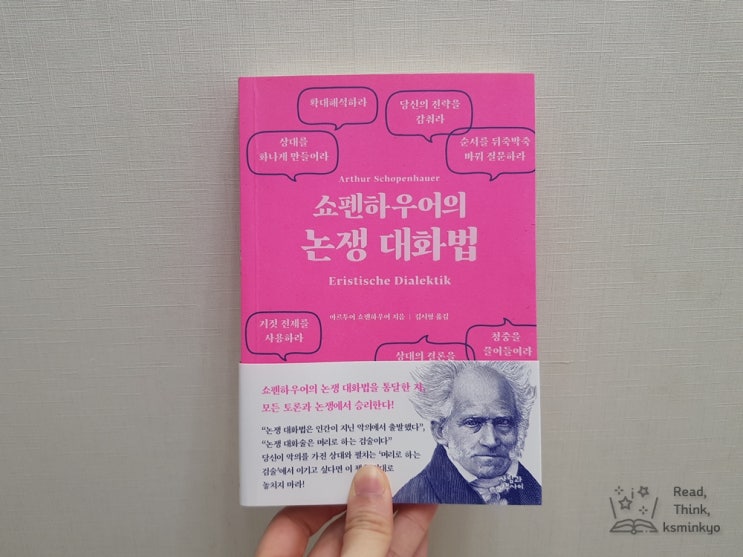 확대해석하라
당신의 전략을
감춰라
상대를
화나게 만들어라
순서를 뒤죽박죽
바꿔 질문하라
Arthur Schopenhauer
쇼펜하우어의
논쟁 대화법
Eristische Dialektik
아르투어 쇼펜하우어 지음 | 김시형 옮김
거짓 전제를
사용하라
상대의 결론을
청중을
끌어들여라
쇼펜하우어의 논쟁 대화법을 통달한 자,
모든 토론과 논쟁에서 승리한다!
“논쟁 대화법은 인간이 지닌 악의에서 출발했다”,
“논쟁 대화술은 머리로 하는 검술이다”
당신이 악의를 가진 상대와 펼치는 ‘머리로 하는
검술’에서 이기고 싶다면 이
놓치지 마라!
Read,
Think,
ksminkyo